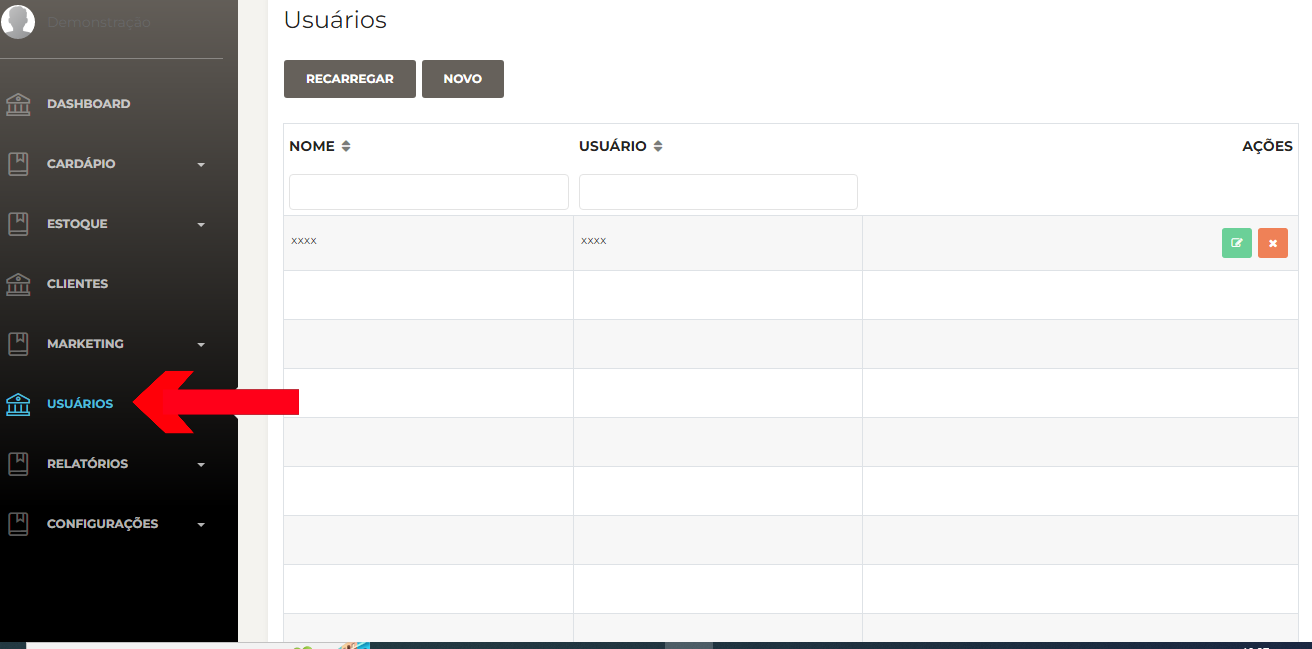 Demonstração
DASHBOARD
CARDÁPIO
ESTOQUE
CLIENTES
MARKETING
USUÁRIOS
RELATÓRIOS
CONFIGURAÇÕES
Usuários
RECARREGAR NOVO
NOME USUÁRIO AÇÕES
xxxx xxxx